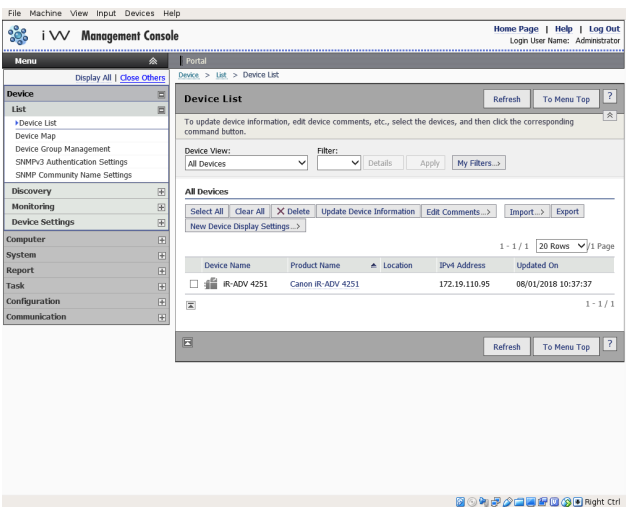 File Machine View Input Devices Help
iW Management Console
Home Page | Help | Log Out
Login User Name: Administrator
Menu
Portal
Display All | Close Others
Device > List > Device List
Device
List
Device List
Device Map
Device Group Management
SNMPv3 Authentication Settings
SNMP Community Name Settings
Discovery
Monitoring
Device Settings
Computer
System
Report
Task
Configuration
Communication
Device List
Refresh To Menu Top ?
To update device information, edit device comments, etc., select the devices, and then click the corresponding
command button.
Device View: Filter:
All Devices Details Apply My Filters...>
All Devices
Select All Clear All Delete Update Device Information Edit Comments...> Import...> Export
New Device Display Settings...>
1 - 1 / 1 20 Rows /1 Page
Device Name Product Name Location IPv4 Address Updated On
iR-ADV 4251 Canon iR-ADV 4251 172.19.110.95 08/01/2018 10:37:37
1 - 1 / 1
Refresh To Menu Top ?
Right Ctrl